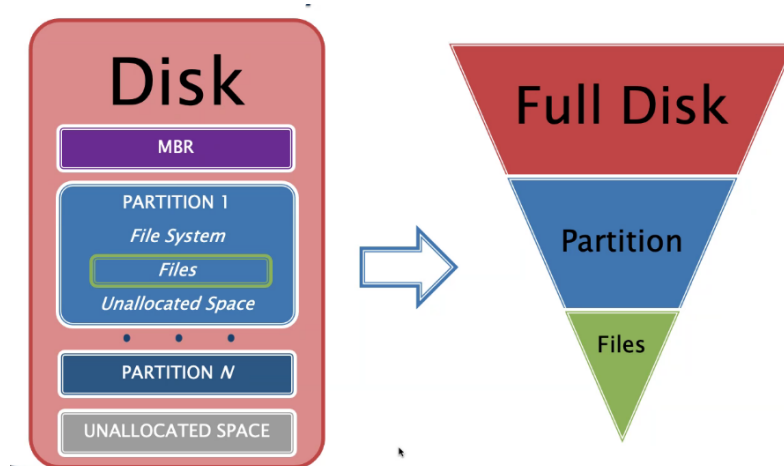 Disk
MBR
PARTITION 1
File System
Files
Unallocated Space
PARTITION N
UNALLOCATED SPACE
Full Disk
Partition
Files